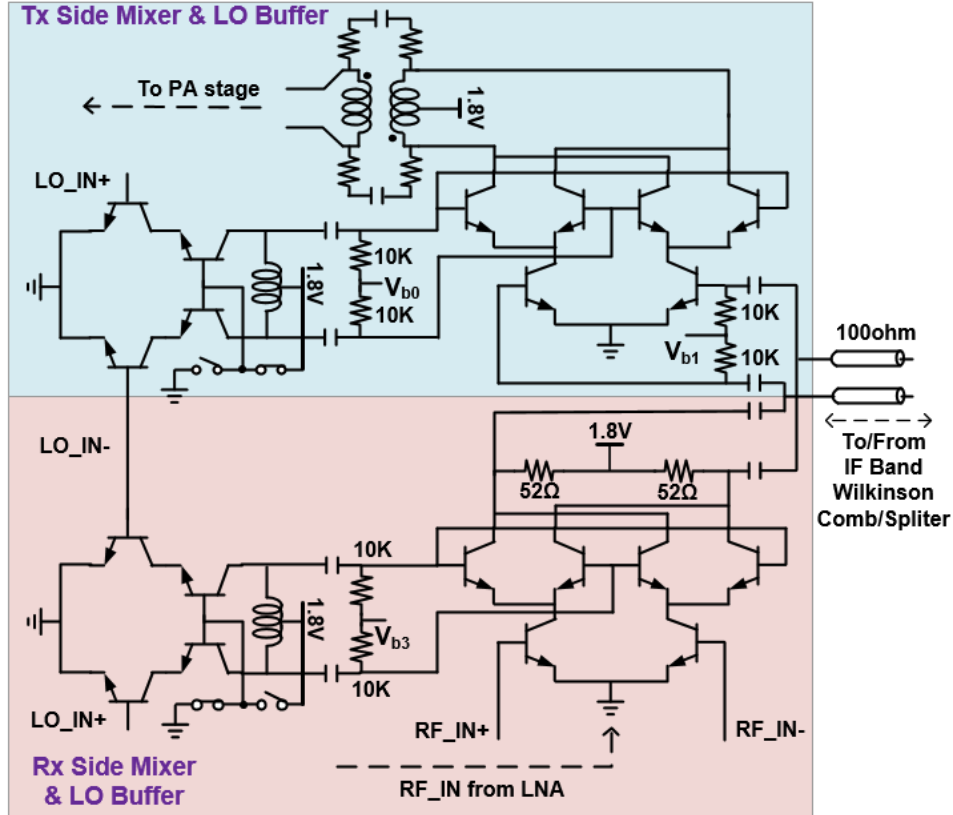 Tx Side Mixer & LO Buffer
To PA stage
1.8V
LO_IN+
10K
1.8V
Vb0
10K
10K
Vb1
10K
100ohm
LO_IN-
1.8V
52Ω
52Ω
To/From
IF Band
Wilkinson
Comb/Spliter
10K
1.8V
Vb3
10K
LO_IN+
RF_IN+
RF_IN-
Rx Side Mixer
& LO Buffer
RF_IN from LNA